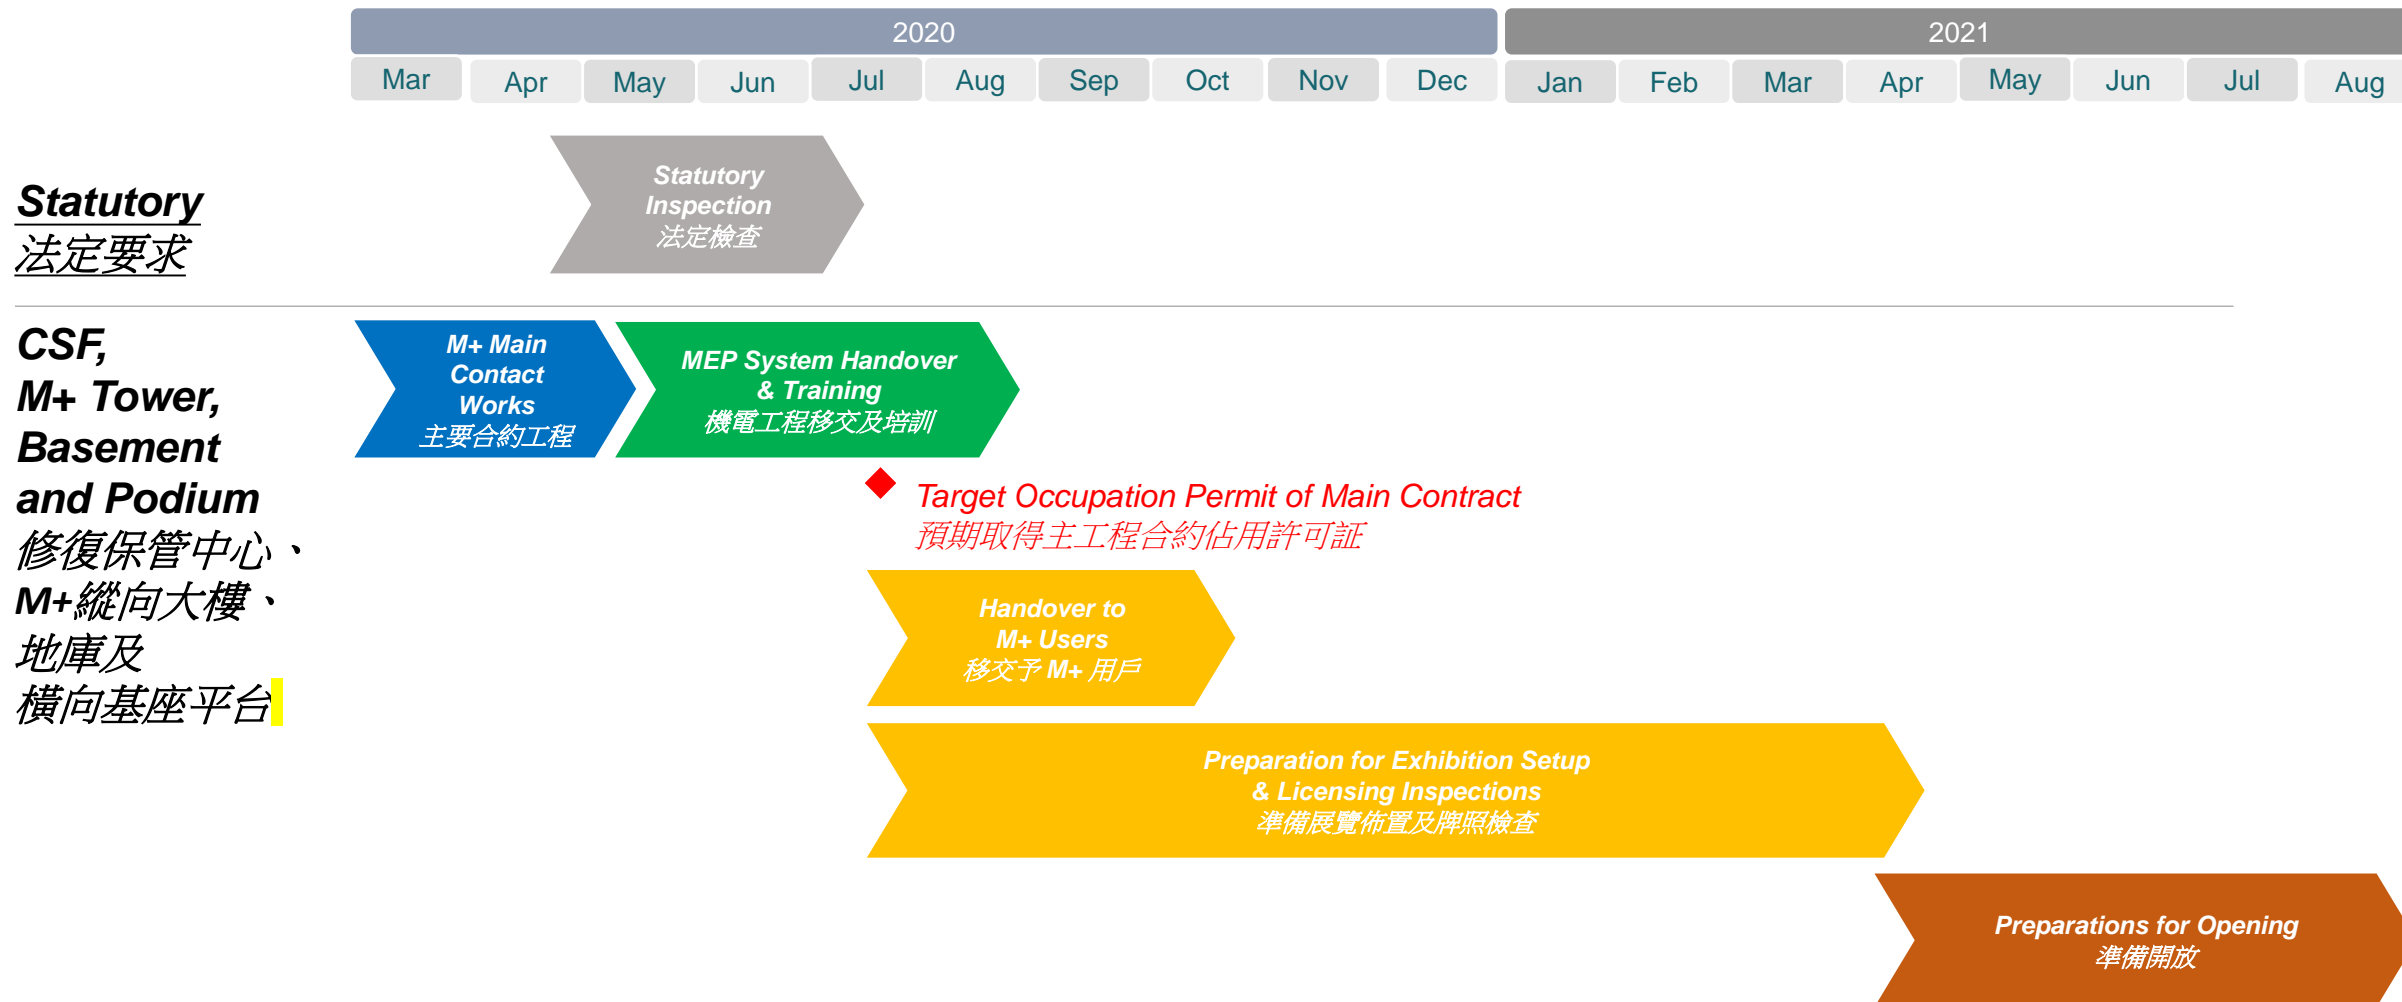 2020
2021
Mar Apr May Jun Jul Aug Sep Oct Nov Dec Jan Feb Mar Apr May Jun Jul Aug
Statutory
法定要求
Statutory
Inspection
法定檢查
CSF,
M+ Tower,
Basement
and Podium
修復保管中心、
M+縱向大樓、
地庫及
橫向基座平台
M+ Main
Contact
Works
主要合約工程
MEP System Handover
& Training
機電工程移交及培訓
Target Occupation Permit of Main Contract
預期取得主工程合約佔用許可証
Handover to
M+ Users
移交予 M+ 用戶
Preparation for Exhibition Setup
& Licensing Inspections
準備展覽佈置及牌照檢查
Preparations for Opening
準備開放